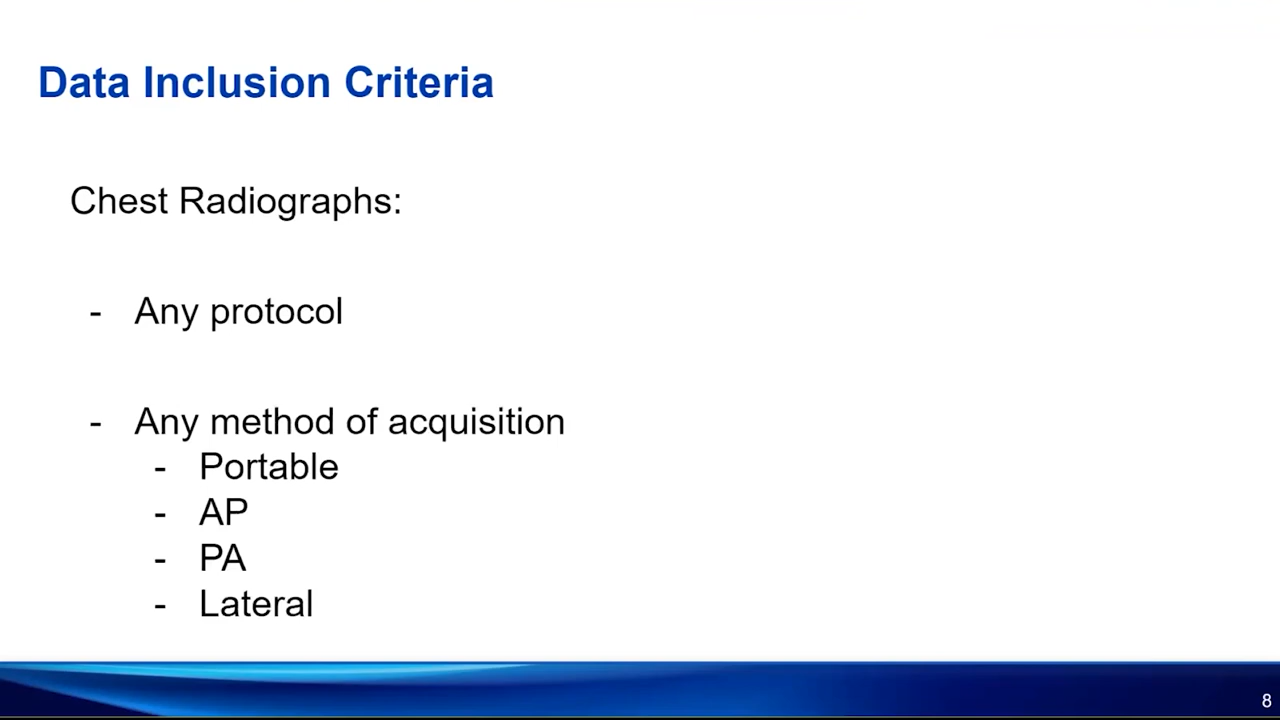 Data Inclusion Criteria
Chest Radiographs:
- Any protocol
- Any method of acquisition
- Portable
- AP
- PA
- Lateral
8